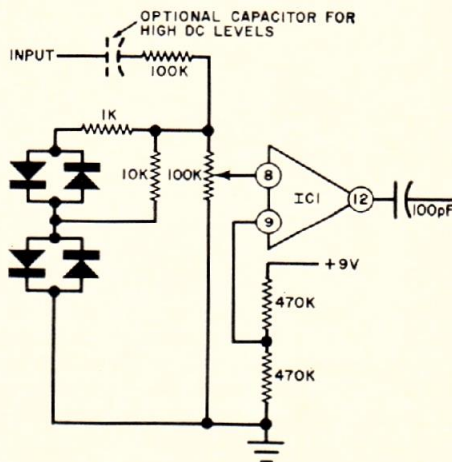 OPTIONAL CAPACITOR FOR
HIGH DC LEVELS
INPUT
100K
1K
10K
100K
8
9
IC1
12
100pF
+9V
470K
470K